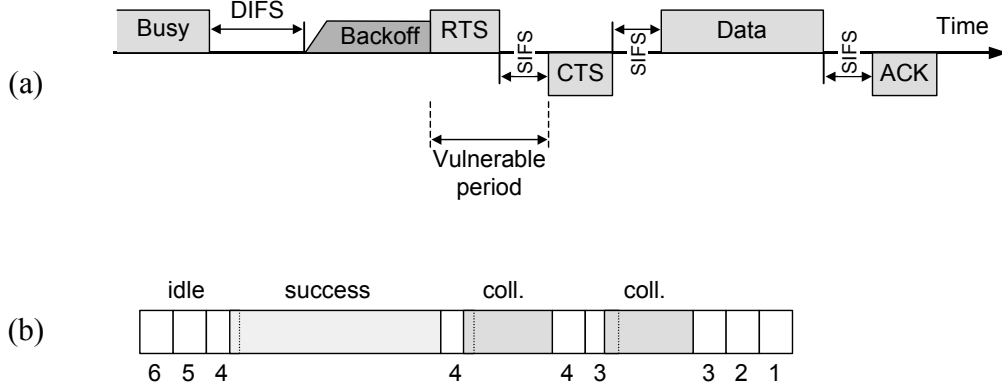 DIFS
Busy
Backoff
RTS
SIFS
CTS
SIFS
Data
SIFS
ACK
Time
(a)
Vulnerable
period
idle success coll. coll.
(b)
6 5 4 4 4 3 3 2 1